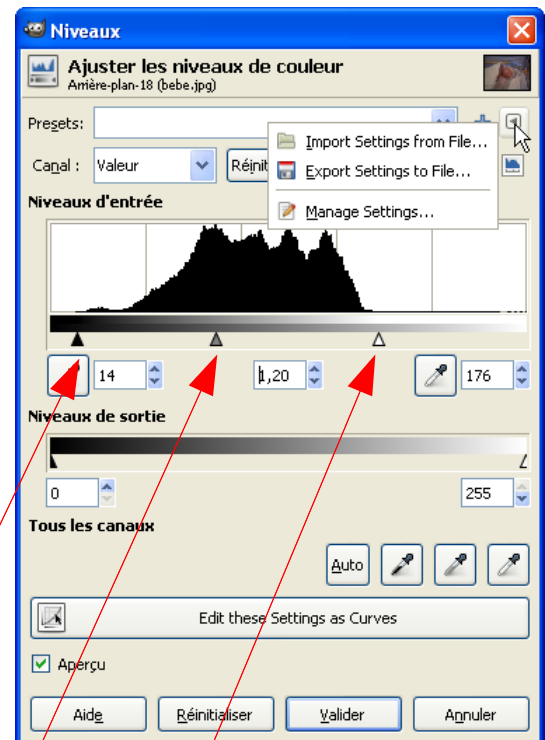 Niveaux
Ajuster les niveaux de couleur
Arrière-plan-18 (bebe.jpg)
Presets:
Import Settings from File...
Export Settings to File...
Manage Settings...
Canal : Valeur Réinit
Niveaux d'entrée
14 1,20 176
Niveaux de sortie
0 255
Tous les canaux
Auto
Edit these Settings as Curves
Aperçu
Aide Réinitialiser Valider Annuler